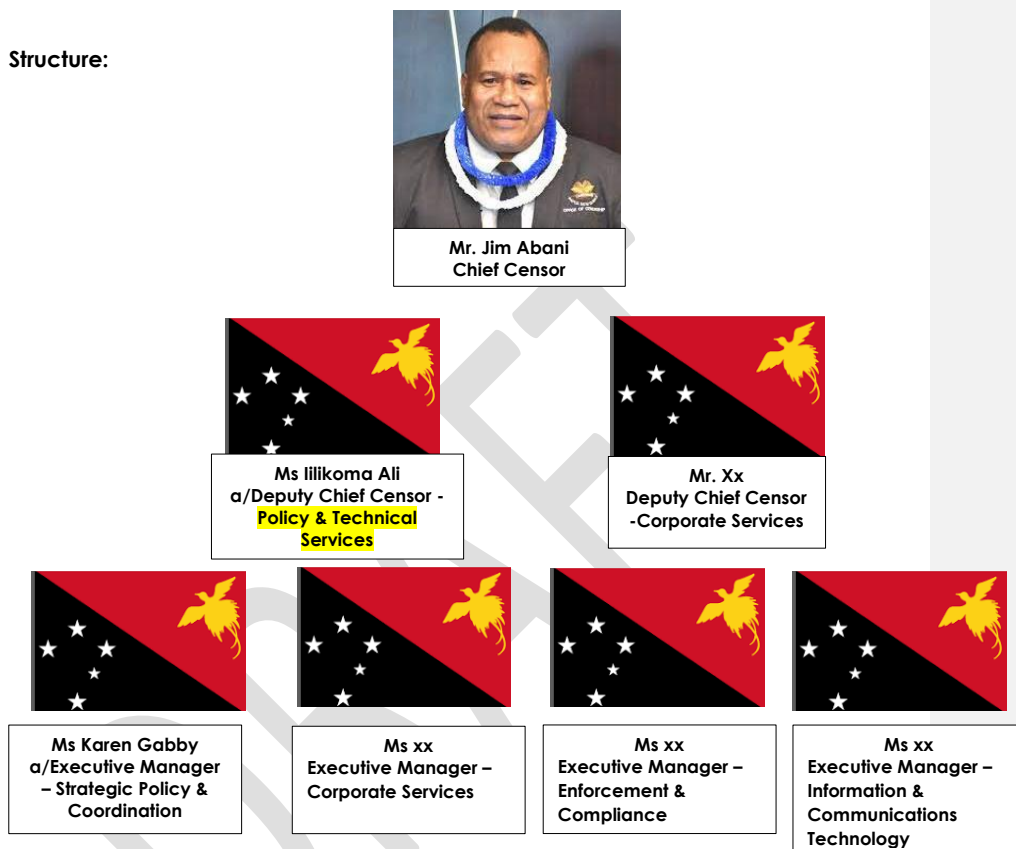 Structure:
Mr. Jim Abani
Chief Censor
Ms Iilikoma Ali
a/Deputy Chief Censor -
Policy & Technical
Services
Mr. Xx
Deputy Chief Censor
-Corporate Services
Ms Karen Gabby
a/Executive Manager
– Strategic Policy &
Coordination
Ms xx
Executive Manager –
Corporate Services
Ms xx
Executive Manager –
Enforcement &
Compliance
Ms xx
Executive Manager –
Information &
Communications
Technology
DRAFT